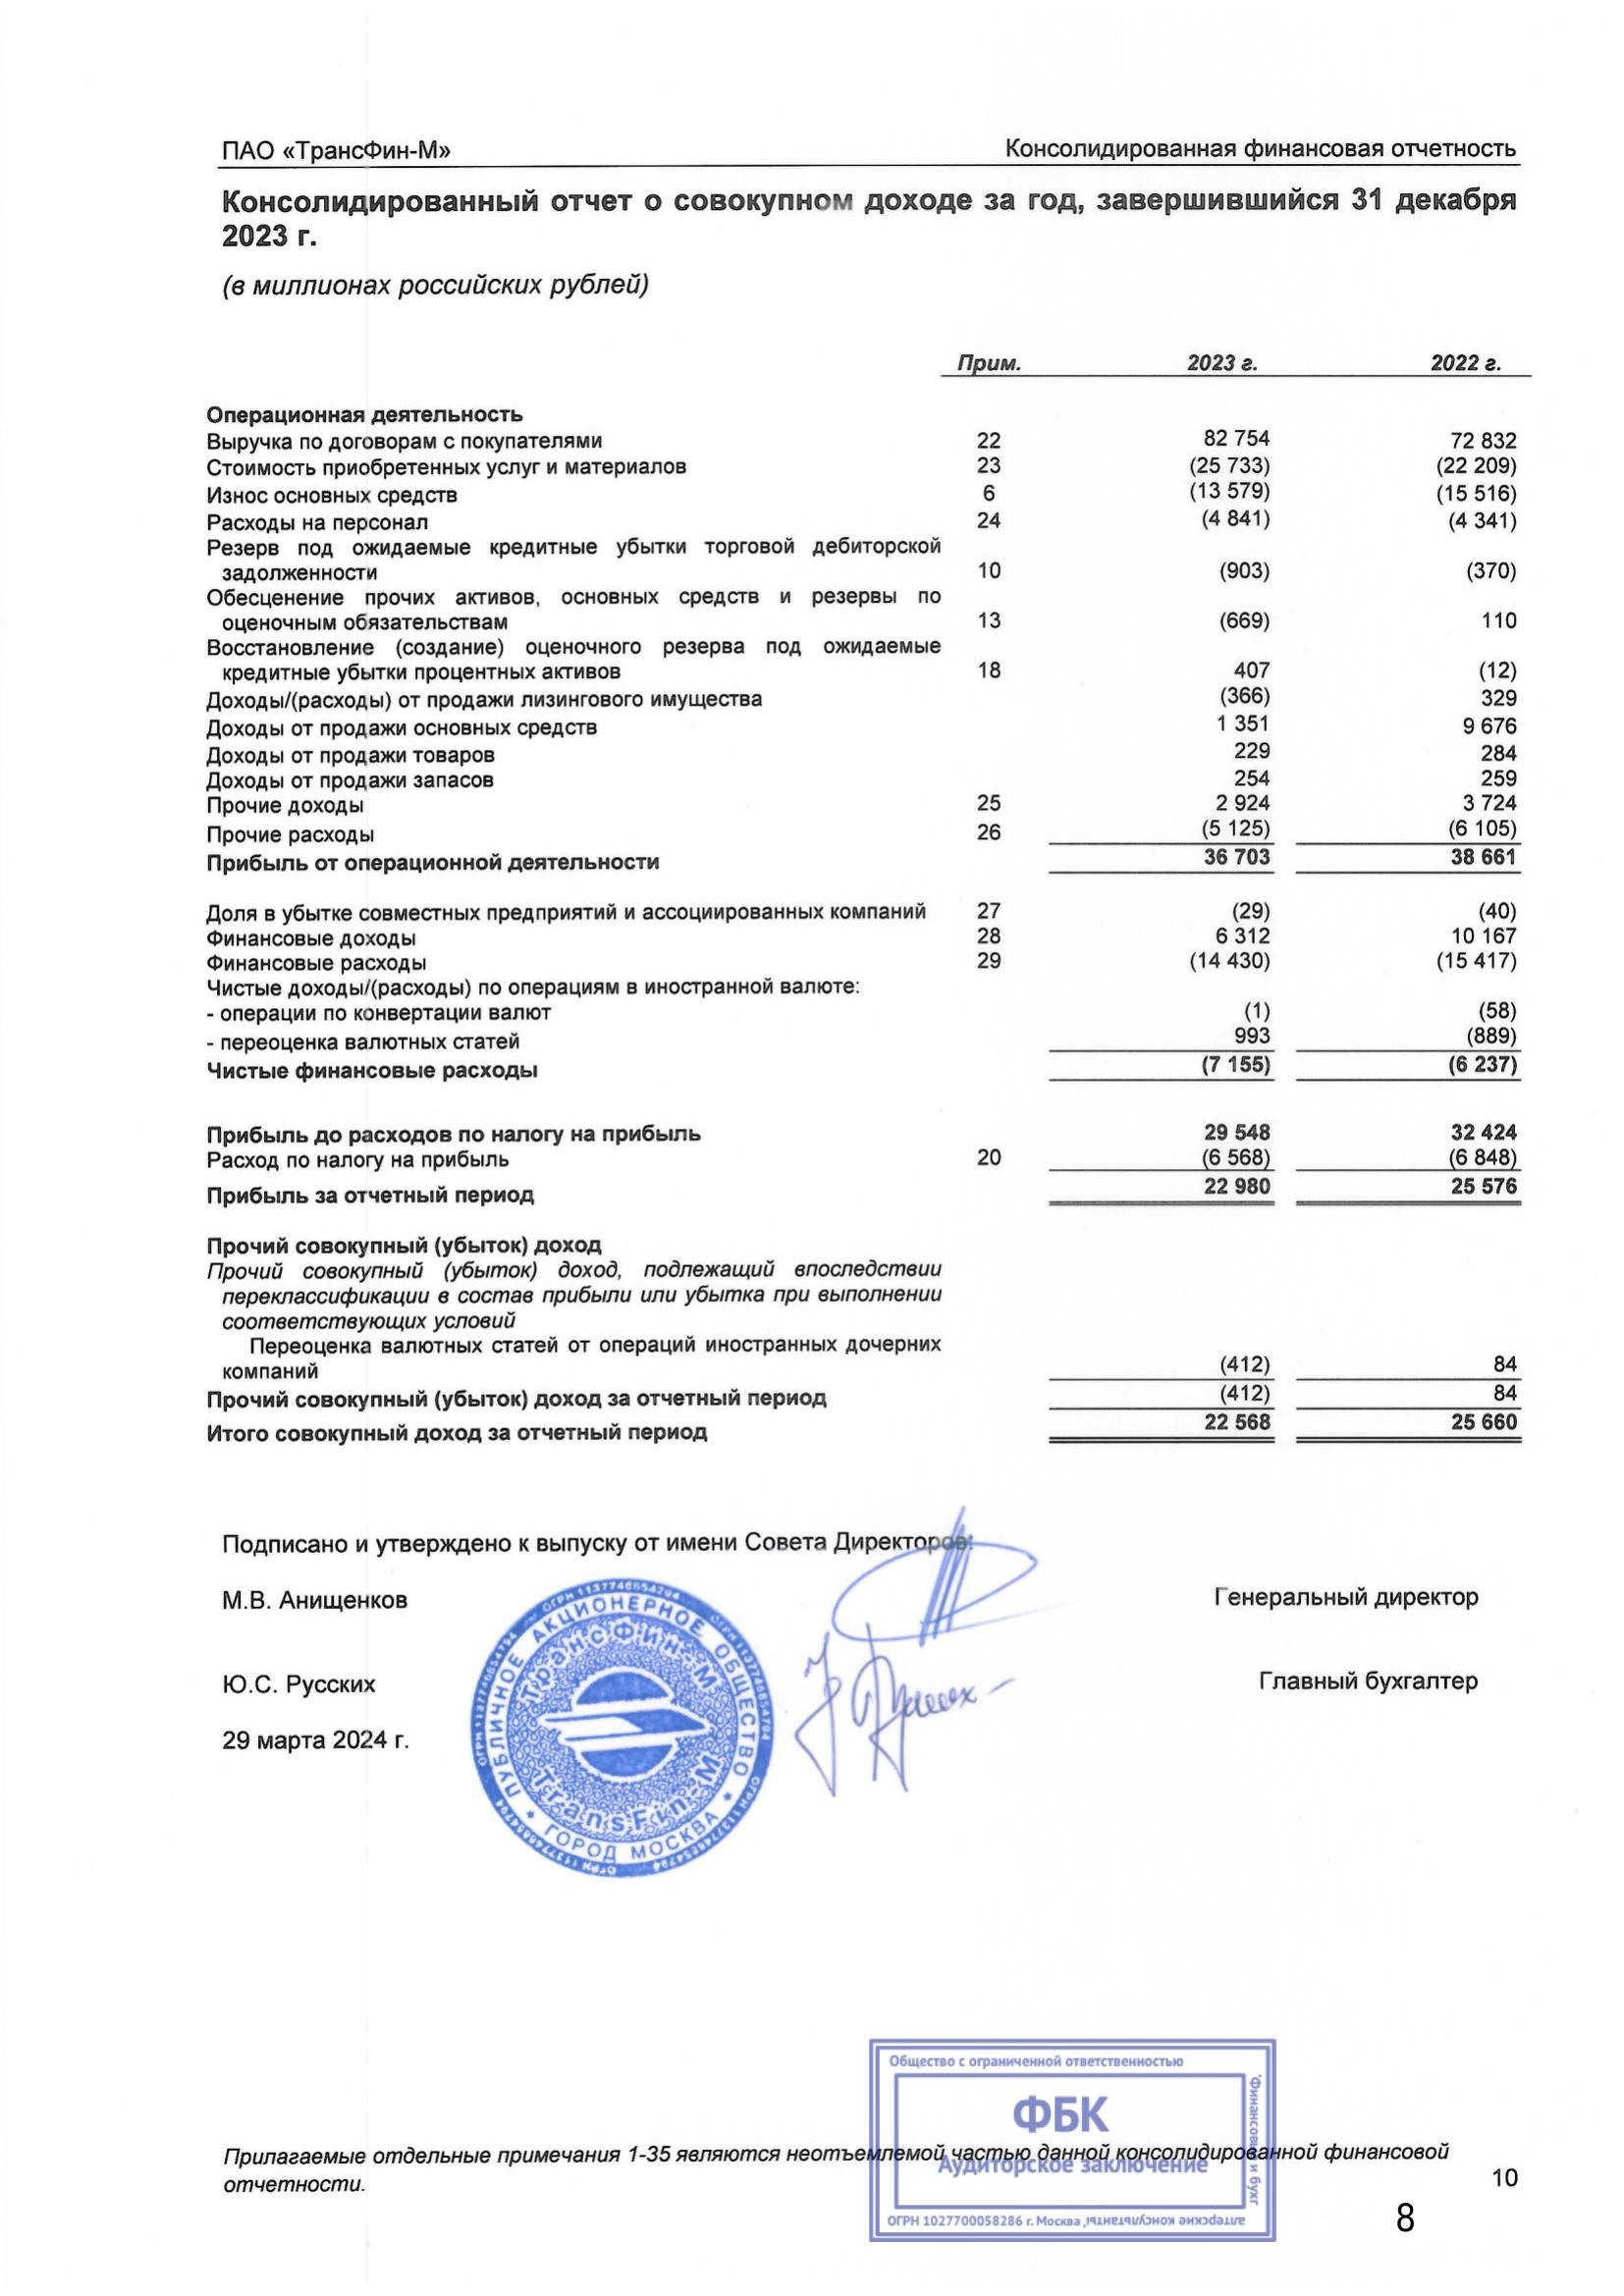 ПАО «ТрансФин-М» Консолидированная финансовая отчетность
Консолидированный отчет о совокупном доходе за год, завершившийся 31 декабря
2023 г.
(в миллионах российских рублей)
Прим. 2023 г. 2022 г.
Операционная деятельность
Выручка по договорам с покупателями 22 82 754 72 832
Стоимость приобретенных услуг и материалов 23 (25 733) (22 209)
Износ основных средств 6 (13 579) (15 516)
Расходы на персонал 24 (4 841) (4 341)
Резерв под ожидаемые кредитные убытки торговой дебиторской
задолженности 10 (903) (370)
Обесценение прочих активов, основных средств и резервы по
оценочным обязательствам 13 (669) 110
Восстановление (создание) оценочного резерва под ожидаемые
кредитные убытки процентных активов 18 407 (12)
Доходы/(расходы) от продажи лизингового имущества (366) 329
Доходы от продажи основных средств 1 351 9 676
Доходы от продажи товаров 229 284
Доходы от продажи запасов 254 259
Прочие доходы 25 2 924 3 724
Прочие расходы 26 (5 125) (6 105)
Прибыль от операционной деятельности 36 703 38 661
Доля в убытке совместных предприятий и ассоциированных компаний 27 (29) (40)
Финансовые доходы 28 6 312 10 167
Финансовые расходы 29 (14 430) (15 417)
Чистые доходы/(расходы) по операциям в иностранной валюте:
- операции по конвертации валют (1) (58)
- переоценка валютных статей 993 (889)
Чистые финансовые расходы (7 155) (6 237)
Прибыль до расходов по налогу на прибыль 29 548 32 424
Расход по налогу на прибыль 20 (6 568) (6 848)
Прибыль за отчетный период 22 980 25 576
Прочий совокупный (убыток) доход
Прочий совокупный (убыток) доход, подлежащий впоследствии
переклассификации в состав прибыли или убытка при выполнении
соответствующих условий
Переоценка валютных статей от операций иностранных дочерних
компаний (412) 84
Прочий совокупный (убыток) доход за отчетный период (412) 84
Итого совокупный доход за отчетный период 22 568 25 660
Подписано и утверждено к выпуску от имени Совета Директоров:
М.В. Анищенков Генеральный директор
Ю.С. Русских Главный бухгалтер
29 марта 2024 г.
ПУБЛИЧНОЕ АКЦИОНЕРНОЕ ОБЩЕСТВО
ТрансФин-М
TransFin-M
ГОРОД МОСКВА
Общество с ограниченной ответственностью
ФБК
Аудиторское заключение
ОГРН 1027700058286 г. Москва
Прилагаемые отдельные примечания 1-35 являются неотъемлемой частью данной консолидированной финансовой
отчетности.
10
8